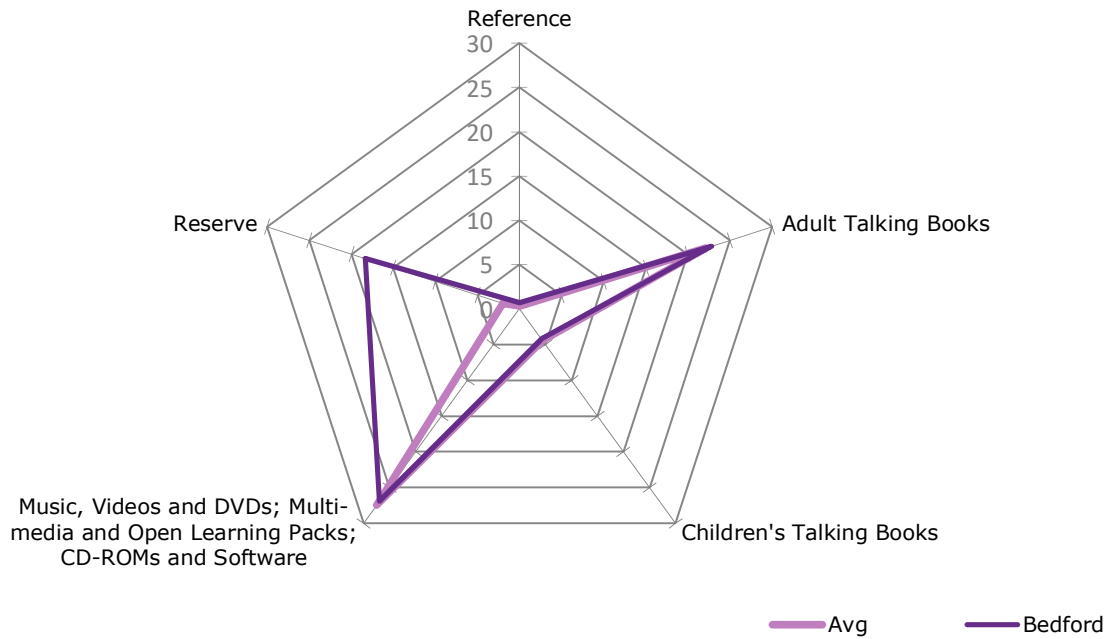 Reference
30
25
20
15
10
5
0
Reserve
Adult Talking Books
Music, Videos and DVDs; Multi-
media and Open Learning Packs;
CD-ROMs and Software
Children's Talking Books
Avg
Bedford